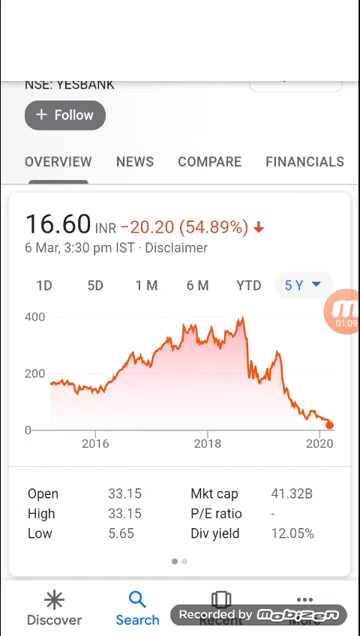 NSE: YESBANK
+ Follow
OVERVIEW NEWS COMPARE FINANCIALS
16.60 INR −20.20 (54.89%)
6 Mar, 3:30 pm IST · Disclaimer
1D 5D 1 M 6 M YTD 5 Y
01:09
400
200
0
2016 2018 2020
Open 33.15 Mkt cap 41.32B
High 33.15 P/E ratio -
Low 5.65 Div yield 12.05%
Discover Search Recent
Recorded by mobizen